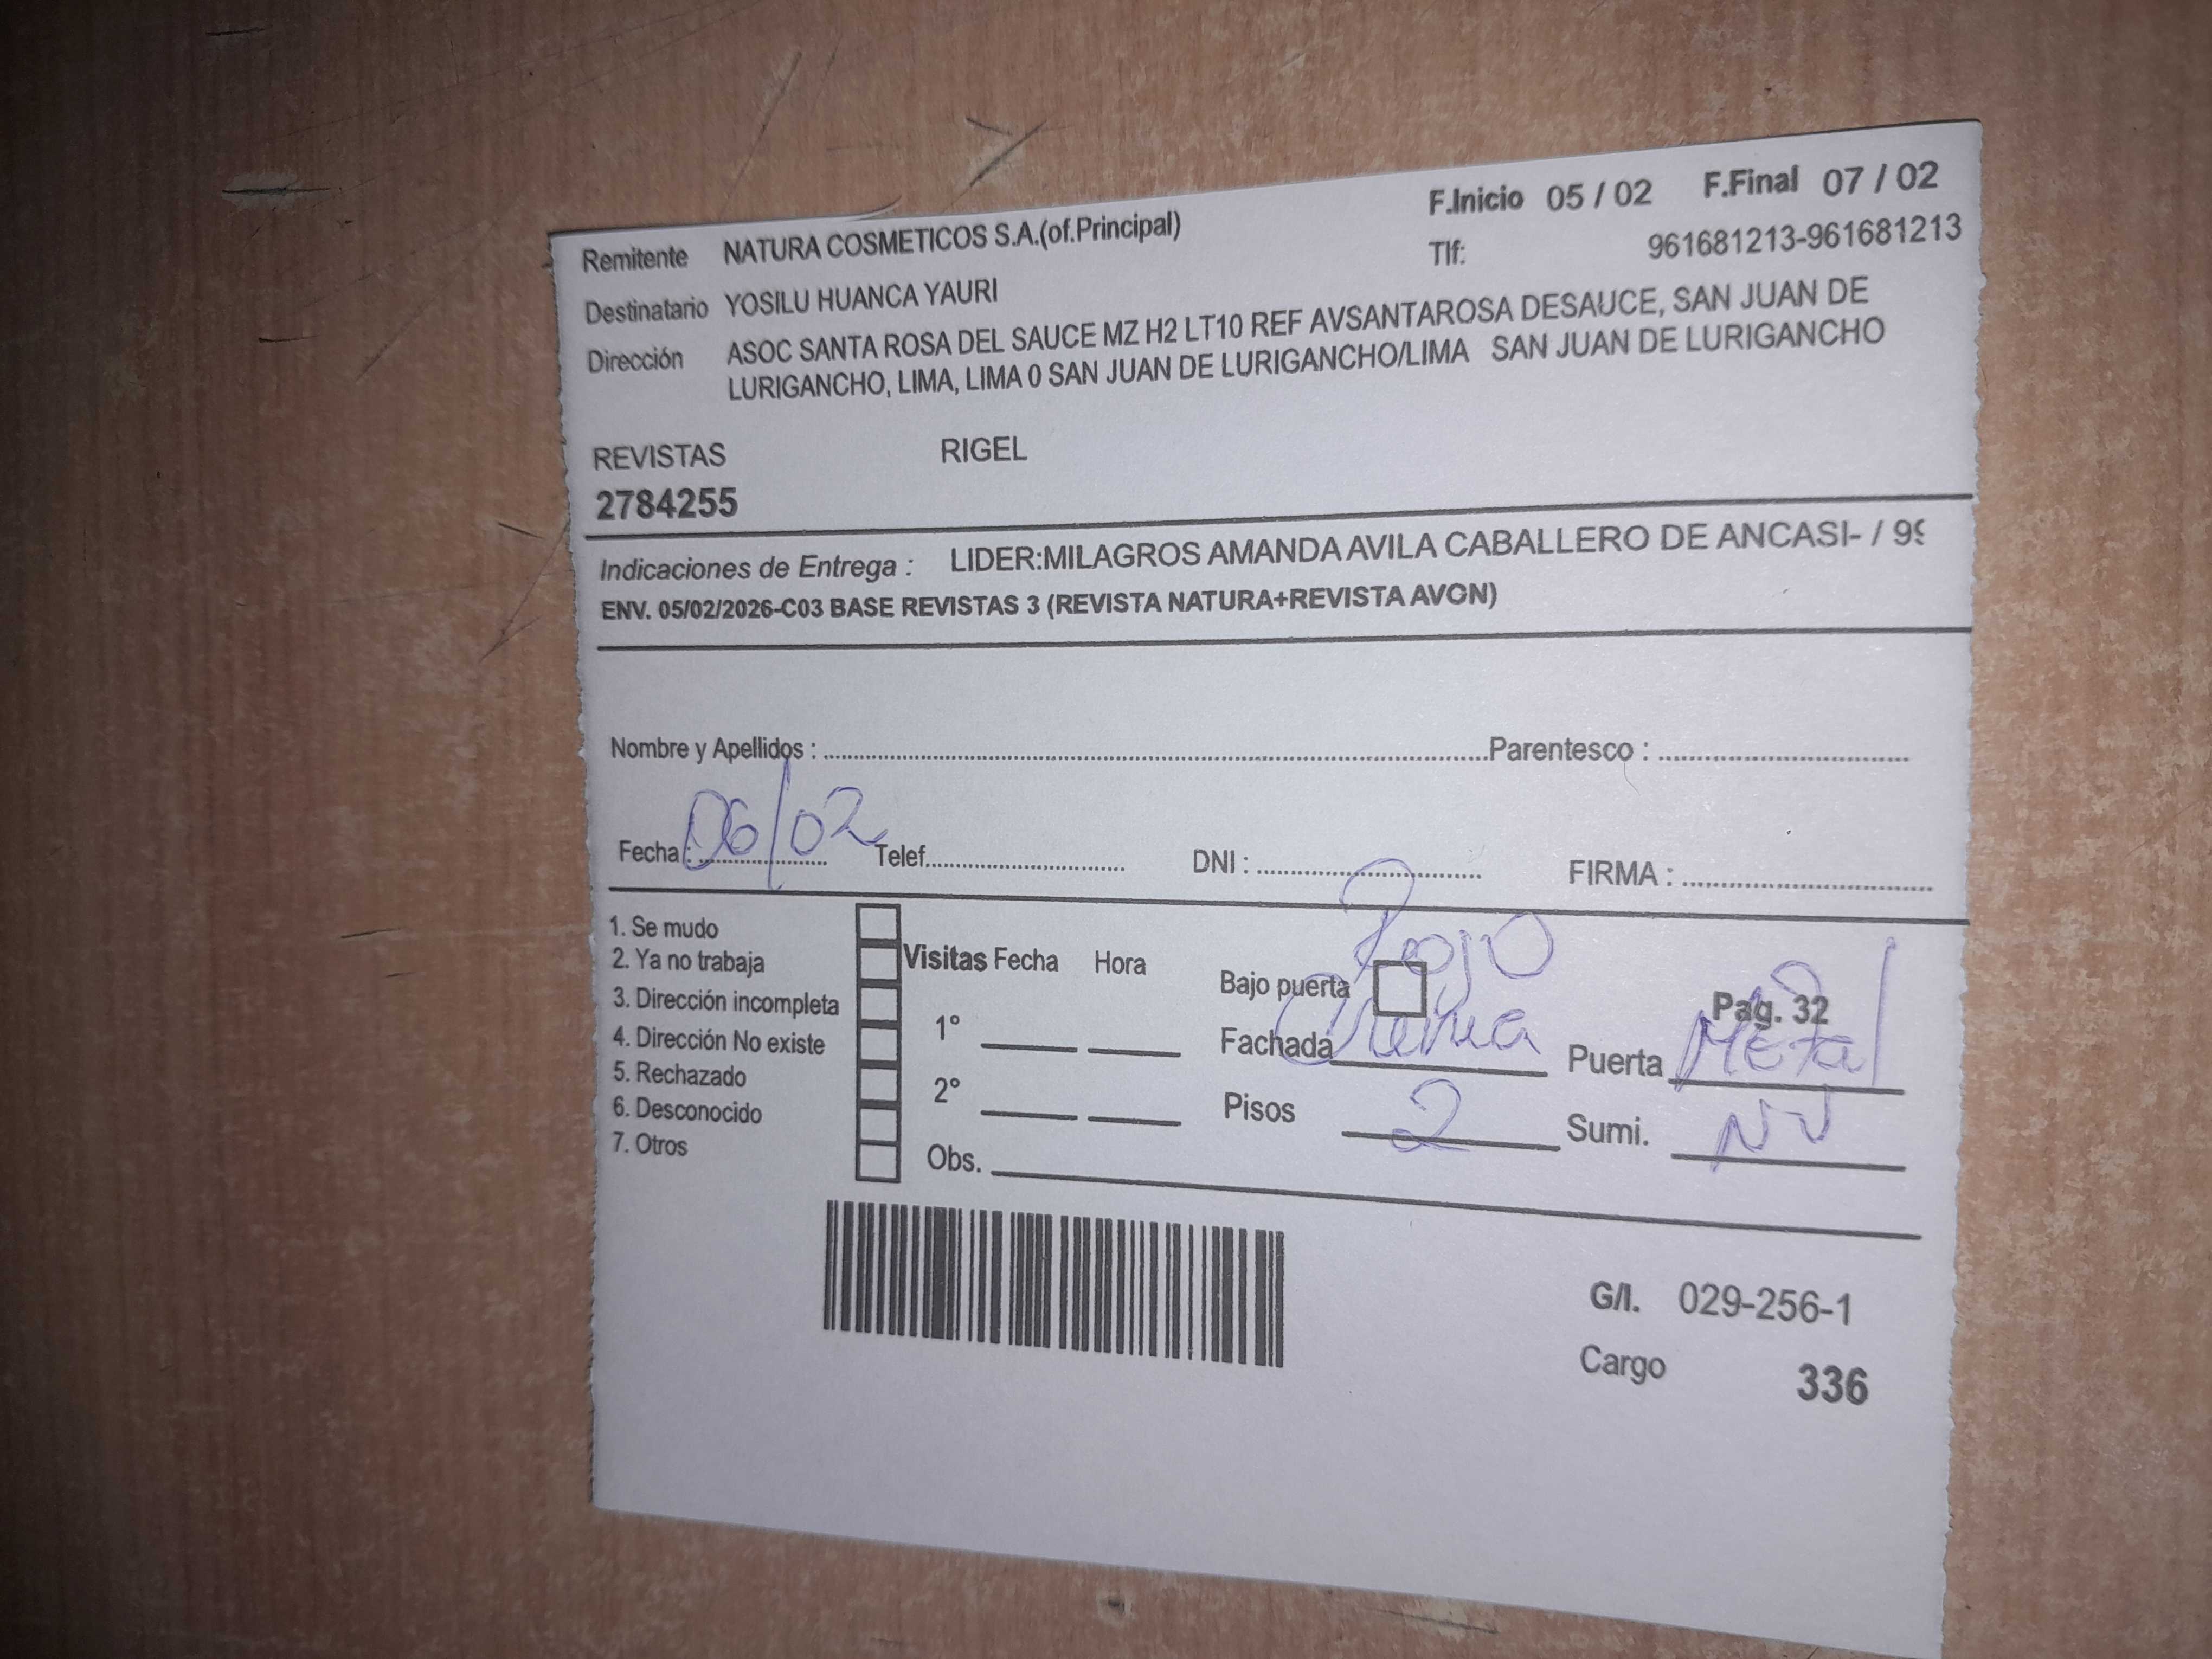 F.Inicio 05 / 02 F.Final 07 / 02
Remitente NATURA COSMETICOS S.A.(of.Principal) Tlf: 961681213-961681213
Destinatario YOSILU HUANCA YAURI
Dirección ASOC SANTA ROSA DEL SAUCE MZ H2 LT10 REF AVSANTAROSA DESAUCE, SAN JUAN DE
LURIGANCHO, LIMA, LIMA 0 SAN JUAN DE LURIGANCHO/LIMA SAN JUAN DE LURIGANCHO
REVISTAS RIGEL
2784255
Indicaciones de Entrega : LIDER:MILAGROS AMANDA AVILA CABALLERO DE ANCASI- / 99
ENV. 05/02/2026-C03 BASE REVISTAS 3 (REVISTA NATURA+REVISTA AVON)
Nombre y Apellidos : Parentesco :
Fecha : 06/02 Telef. DNI : FIRMA :
1. Se mudo
2. Ya no trabaja
3. Dirección incompleta
4. Dirección No existe
5. Rechazado
6. Desconocido
7. Otros
Visitas Fecha Hora
1°
2°
Obs.
Rojo
Bajo puerta Pag. 32
Fachada Crema Puerta Metal
Pisos 2 Sumi.
G/I. 029-256-1
Cargo 336